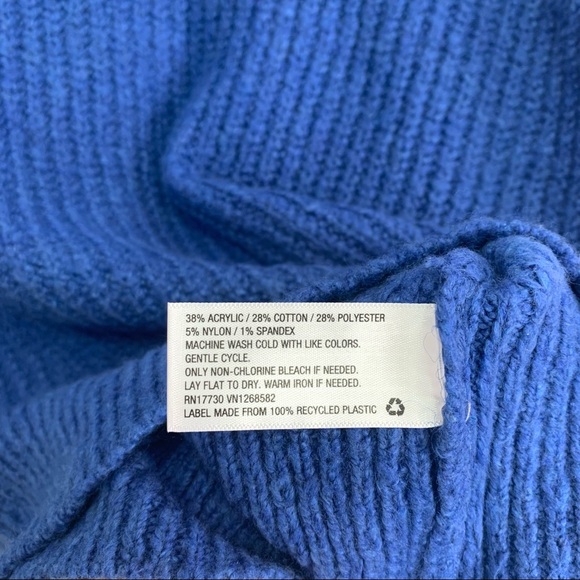 38% ACRYLIC / 28% COTTON / 28% POLYESTER
5% NYLON / 1% SPANDEX
MACHINE WASH COLD WITH LIKE COLORS.
GENTLE CYCLE.
ONLY NON-CHLORINE BLEACH IF NEEDED.
LAY FLAT TO DRY. WARM IRON IF NEEDED.
RN17730 VN1268582
LABEL MADE FROM 100% RECYCLED PLASTIC